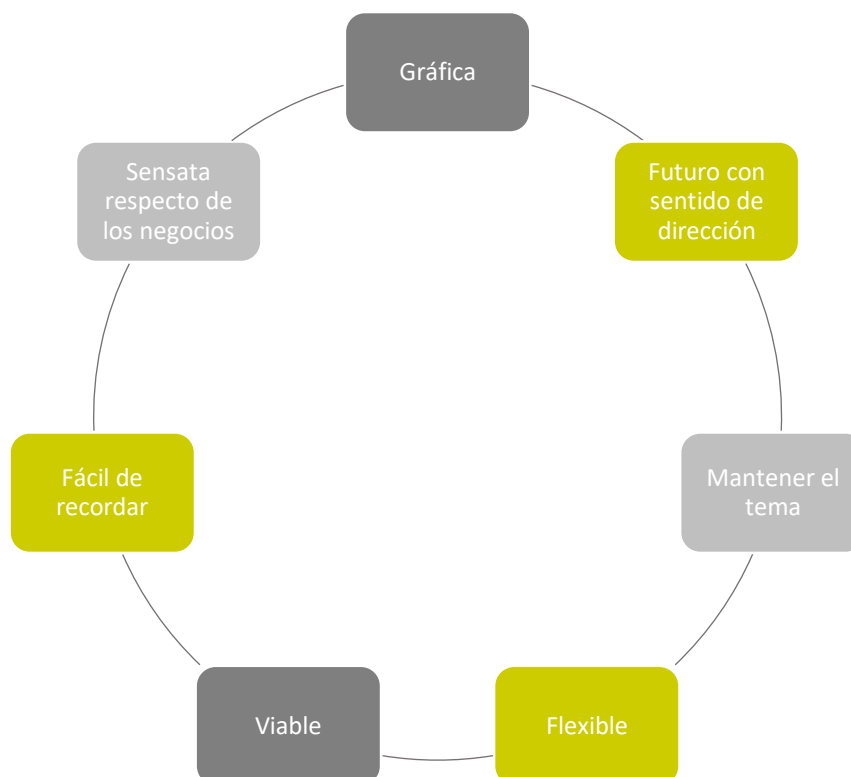 Gráfica
Futuro con
sentido de
dirección
Mantener el
tema
Flexible
Viable
Fácil de
recordar
Sensata
respecto de
los negocios